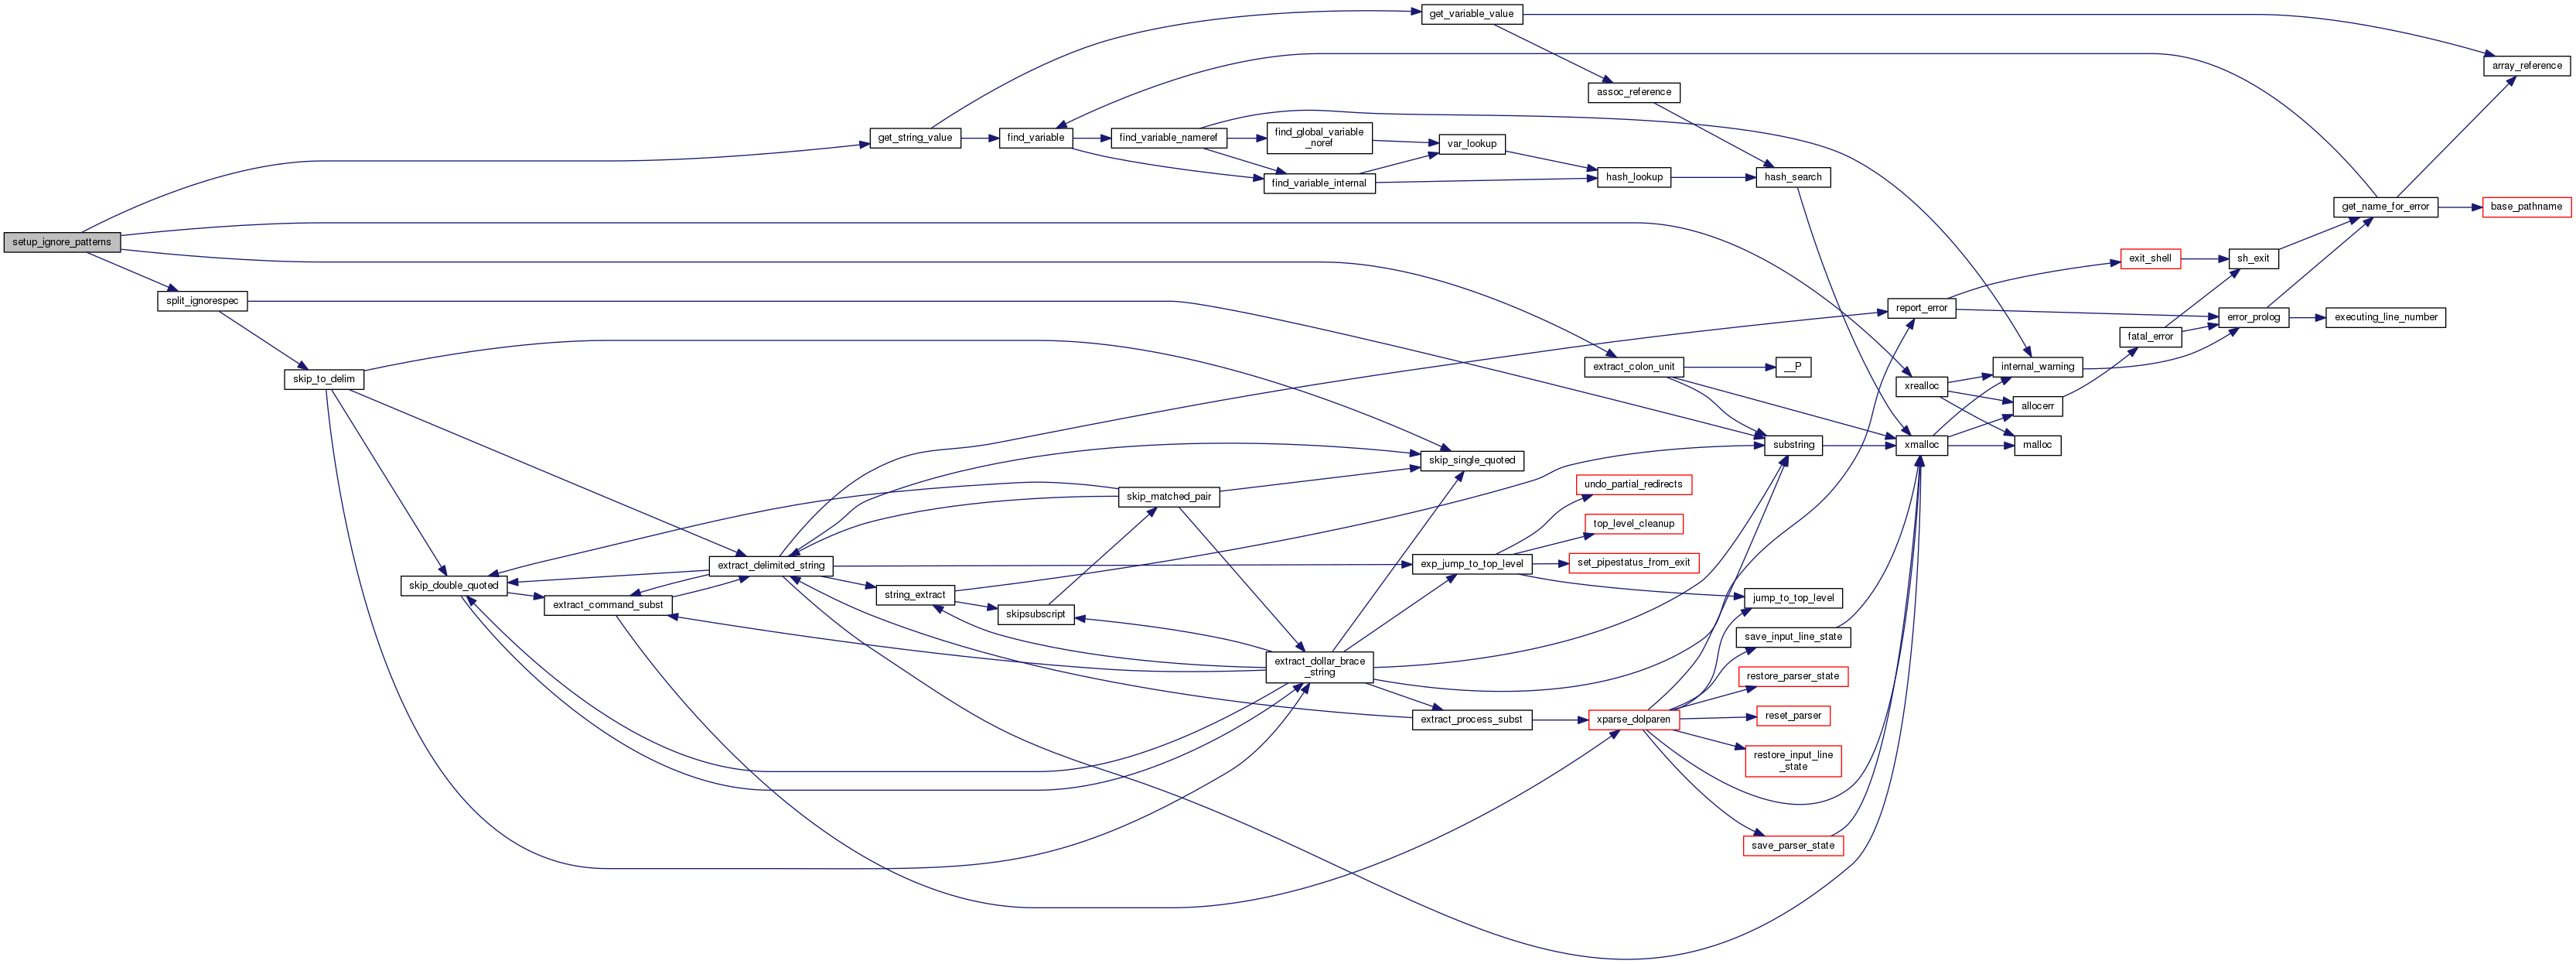 get_variable_value
array_reference
assoc_reference
get_string_value
find_variable
find_variable_nameref
find_global_variable
_noref
var_lookup
find_variable_internal
hash_lookup
hash_search
get_name_for_error
base_pathname
setup_ignore_patterns
exit_shell
sh_exit
split_ignorespec
report_error
error_prolog
executing_line_number
fatal_error
skip_to_delim
extract_colon_unit
__P
internal_warning
xrealloc
allocerr
substring
xmalloc
malloc
skip_single_quoted
undo_partial_redirects
skip_matched_pair
top_level_cleanup
extract_delimited_string
exp_jump_to_top_level
set_pipestatus_from_exit
skip_double_quoted
extract_command_subst
string_extract
skipsubscript
jump_to_top_level
save_input_line_state
extract_dollar_brace
_string
restore_parser_state
extract_process_subst
xparse_dolparen
reset_parser
restore_input_line
_state
save_parser_state